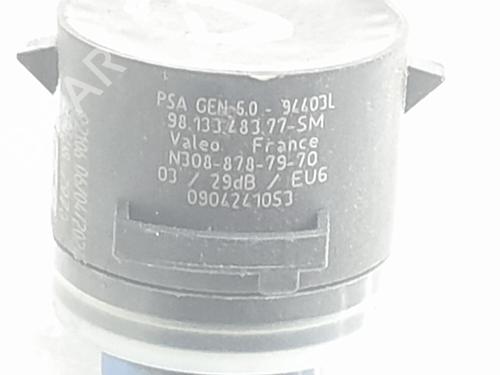 PSA GEN-6.0 - 94403L
98.133.483.77-SM
Valeo France
N308-878-79-70
03 / 29dB / EU6
0904241053